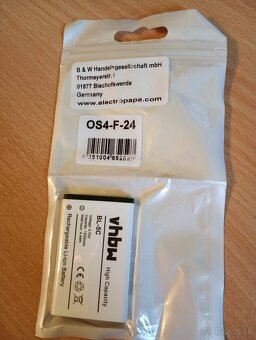 B & W Handelsgesellschaft mbH
Thormeyerstr.1
01877 Bischofswerda
Germany
www.electropapa.com
OS4-F-24
vhbw
High Capacity
BL-5C
Rechargeable Li-Ion Battery